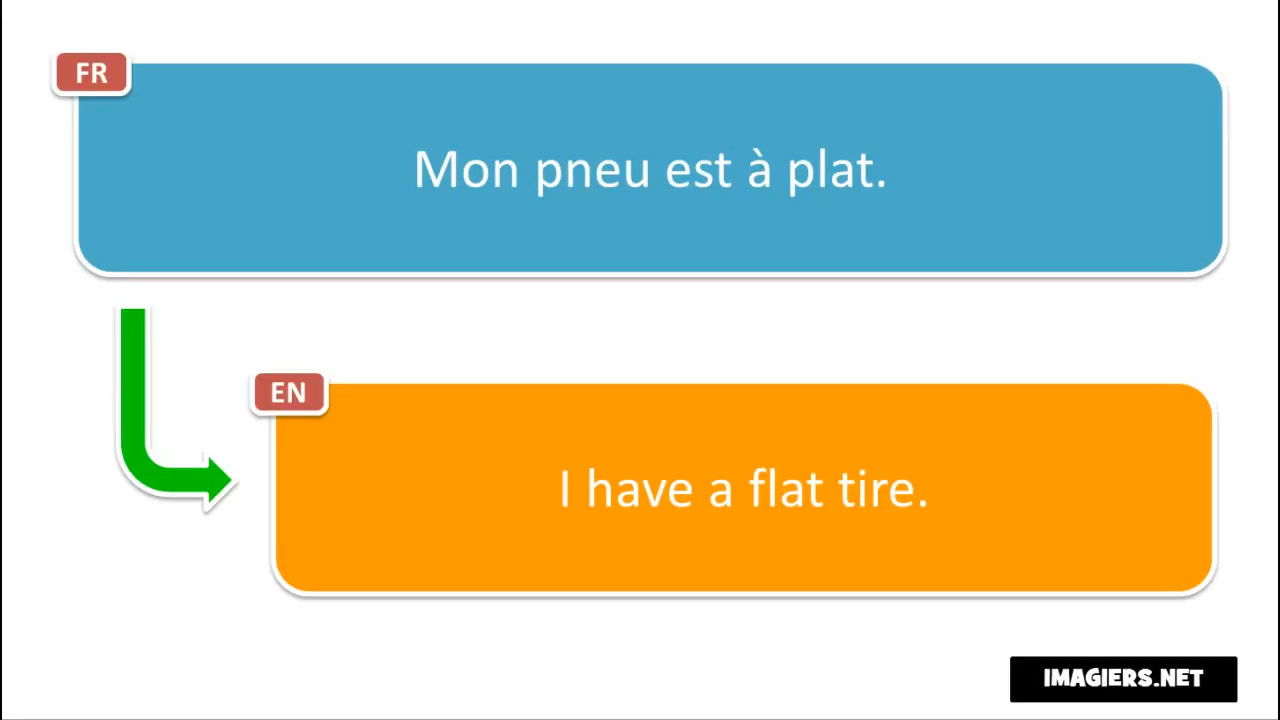 FR
Mon pneu est à plat.
EN
I have a flat tire.
IMAGIERS.NET